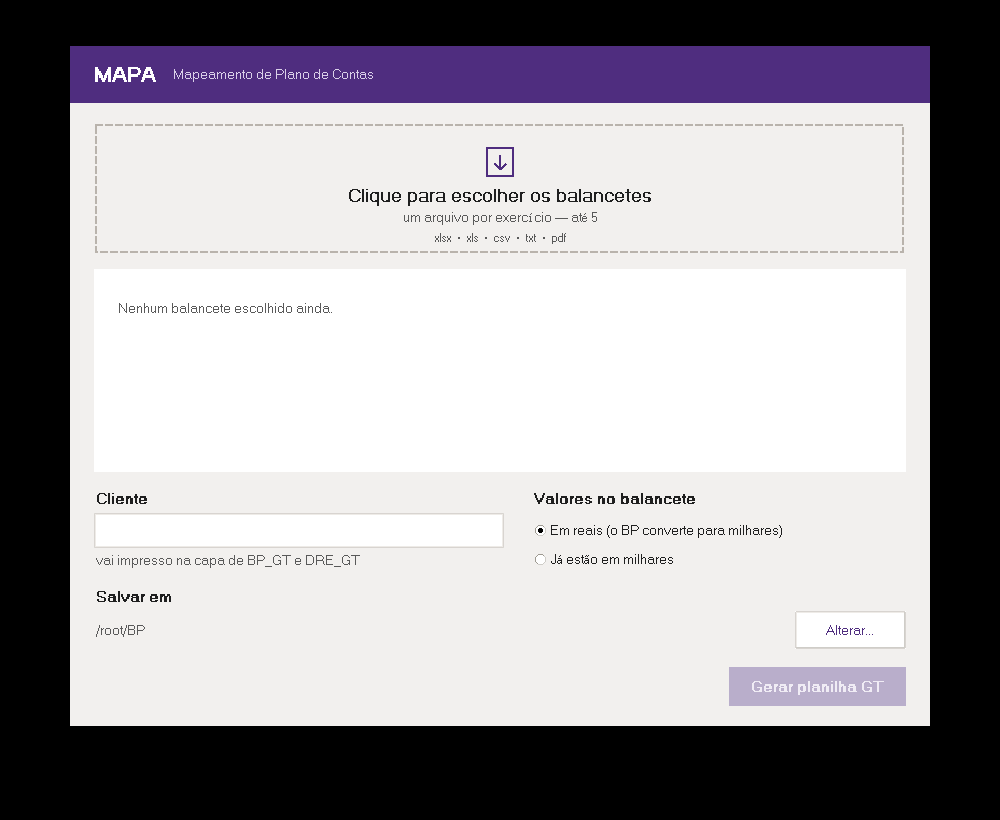 MAPA Mapeamento de Plano de Contas
Clique para escolher os balancetes
um arquivo por exercício — até 5
xlsx • xls • csv • txt • pdf
Nenhum balancete escolhido ainda.
Cliente
vai impresso na capa de BP_GT e DRE_GT
Valores no balancete
Em reais (o BP converte para milhares)
Já estão em milhares
Salvar em
/root/BP
Alterar...
Gerar planilha GT